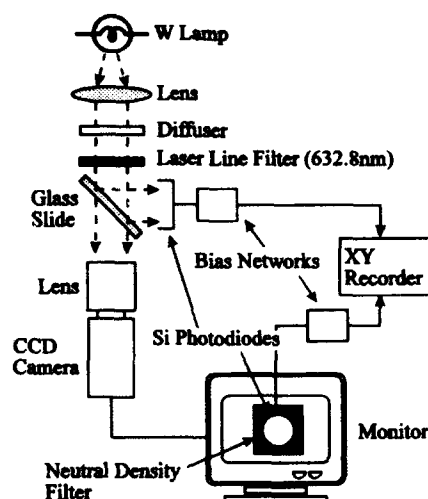 W Lamp
Lens
Diffuser
Laser Line Filter (632.8nm)
Glass
Slide
Bias Networks
XY
Recorder
Lens
Si Photodiodes
CCD
Camera
Monitor
Neutral Density
Filter